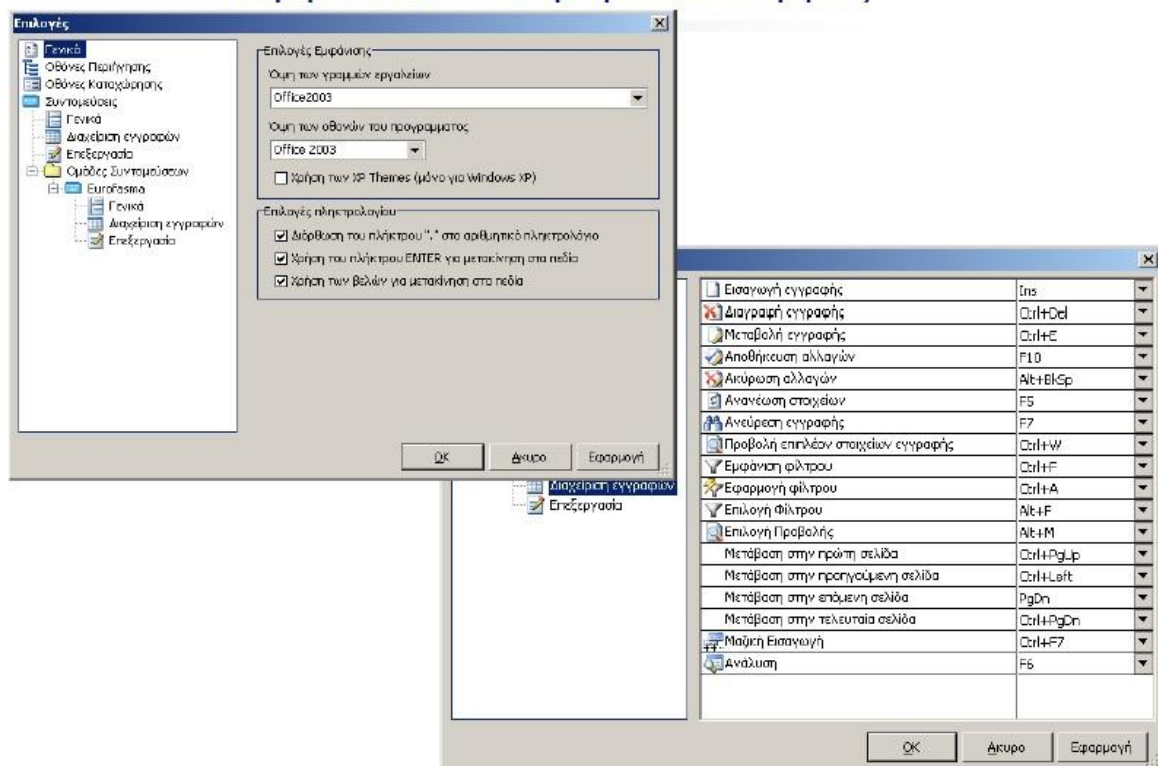 Επιλογές
Γενικά
Οθόνες Περιήγησης
Οθόνες Καταχώρησης
Συντομεύσεις
Γενικά
Διαχείριση εγγραφών
Επεξεργασία
Ομάδες Συντομεύσεων
Eurofasma
Γενικά
Διαχείριση εγγραφών
Επεξεργασία
Επιλογές Εμφάνισης
Όψη των γραμμών εργαλείων
Office2003
Όψη των οθονών του προγράμματος
Office 2003
Χρήση των XP Themes (μόνο για Windows XP)
Επιλογές πληκτρολογίου
Διόρθωση του πλήκτρου "." στο αριθμητικό πληκτρολόγιο
Χρήση του πλήκτρου ENTER για μετακίνηση στα πεδία
Χρήση των βελών για μετακίνηση στα πεδία
OK Άκυρο Εφαρμογή
Διαχείριση εγγραφών
Επεξεργασία
Εισαγωγή εγγραφής Ins
Διαγραφή εγγραφής Ctrl+Del
Μεταβολή εγγραφής Ctrl+E
Αποθήκευση αλλαγών F10
Ακύρωση αλλαγών Alt+BkSp
Ανανέωση στοιχείων F5
Ανεύρεση εγγραφής F7
Προβολή επιπλέον στοιχείων εγγραφής Ctrl+W
Εμφάνιση φίλτρου Ctrl+F
Εφαρμογή φίλτρου Ctrl+A
Επιλογή Φίλτρου Alt+F
Επιλογή Προβολής Alt+M
Μετάβαση στην πρώτη σελίδα Ctrl+PgUp
Μετάβαση στην προηγούμενη σελίδα Ctrl+Left
Μετάβαση στην επόμενη σελίδα PgDn
Μετάβαση στην τελευταία σελίδα Ctrl+PgDn
Μαζική Εισαγωγή Ctrl+F7
Ανάλυση F6
OK Άκυρο Εφαρμογή